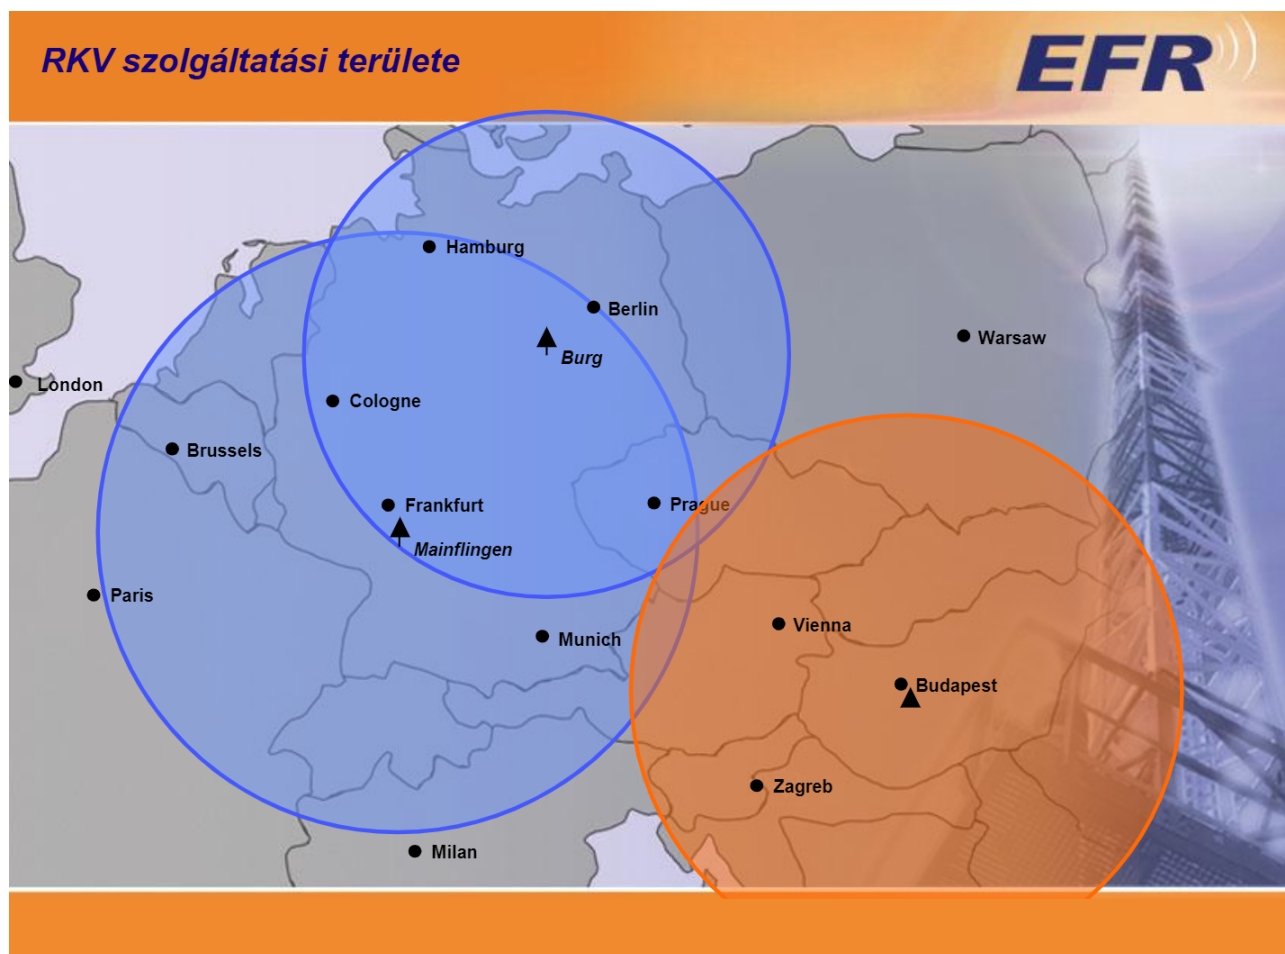 RKV szolgáltatási területe
EFR
Hamburg
Berlin
Burg
Warsaw
London
Cologne
Brussels
Frankfurt
Prague
Mainflingen
Paris
Vienna
Munich
Budapest
Zagreb
Milan